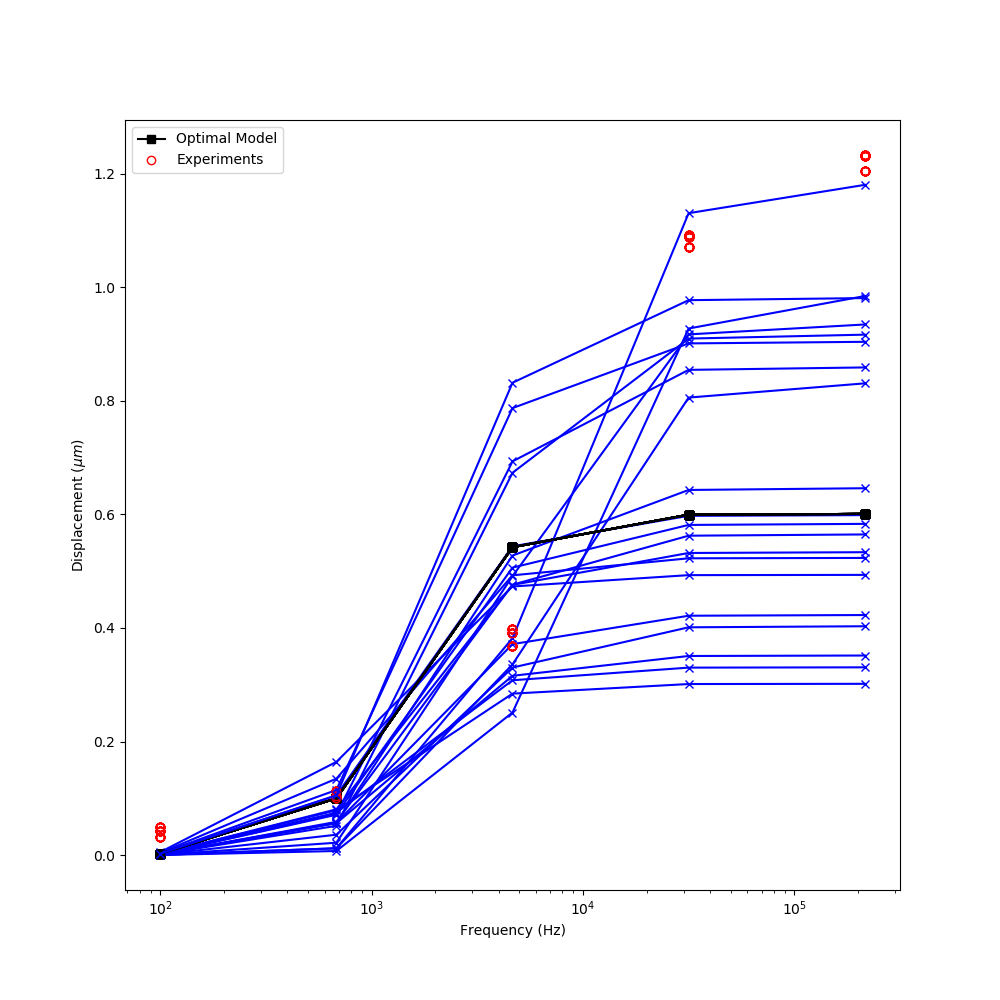 Optimal Model
Experiments
1.2
1.0
0.8
0.6
0.4
0.2
0.0
Displacement (μm)
10²
10³
10⁴
10⁵
Frequency (Hz)